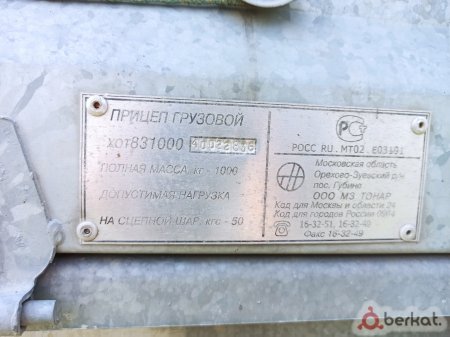 ПРИЦЕП ГРУЗОВОЙ
ХОТ831000
ПОЛНАЯ МАССА, кг - 1000
ДОПУСТИМАЯ НАГРУЗКА
НА СЦЕПНОЙ ШАР, кгс - 50
РОСС RU.МТ02.Е03181
Московская область
Орехово-Зуевский р/н
пос. Губино
ООО МЗ ТОНАР
Код для Москвы и области 24
Код для городов России 0964
16-32-51, 16-32-40
Факс 16-32-49
berkat.